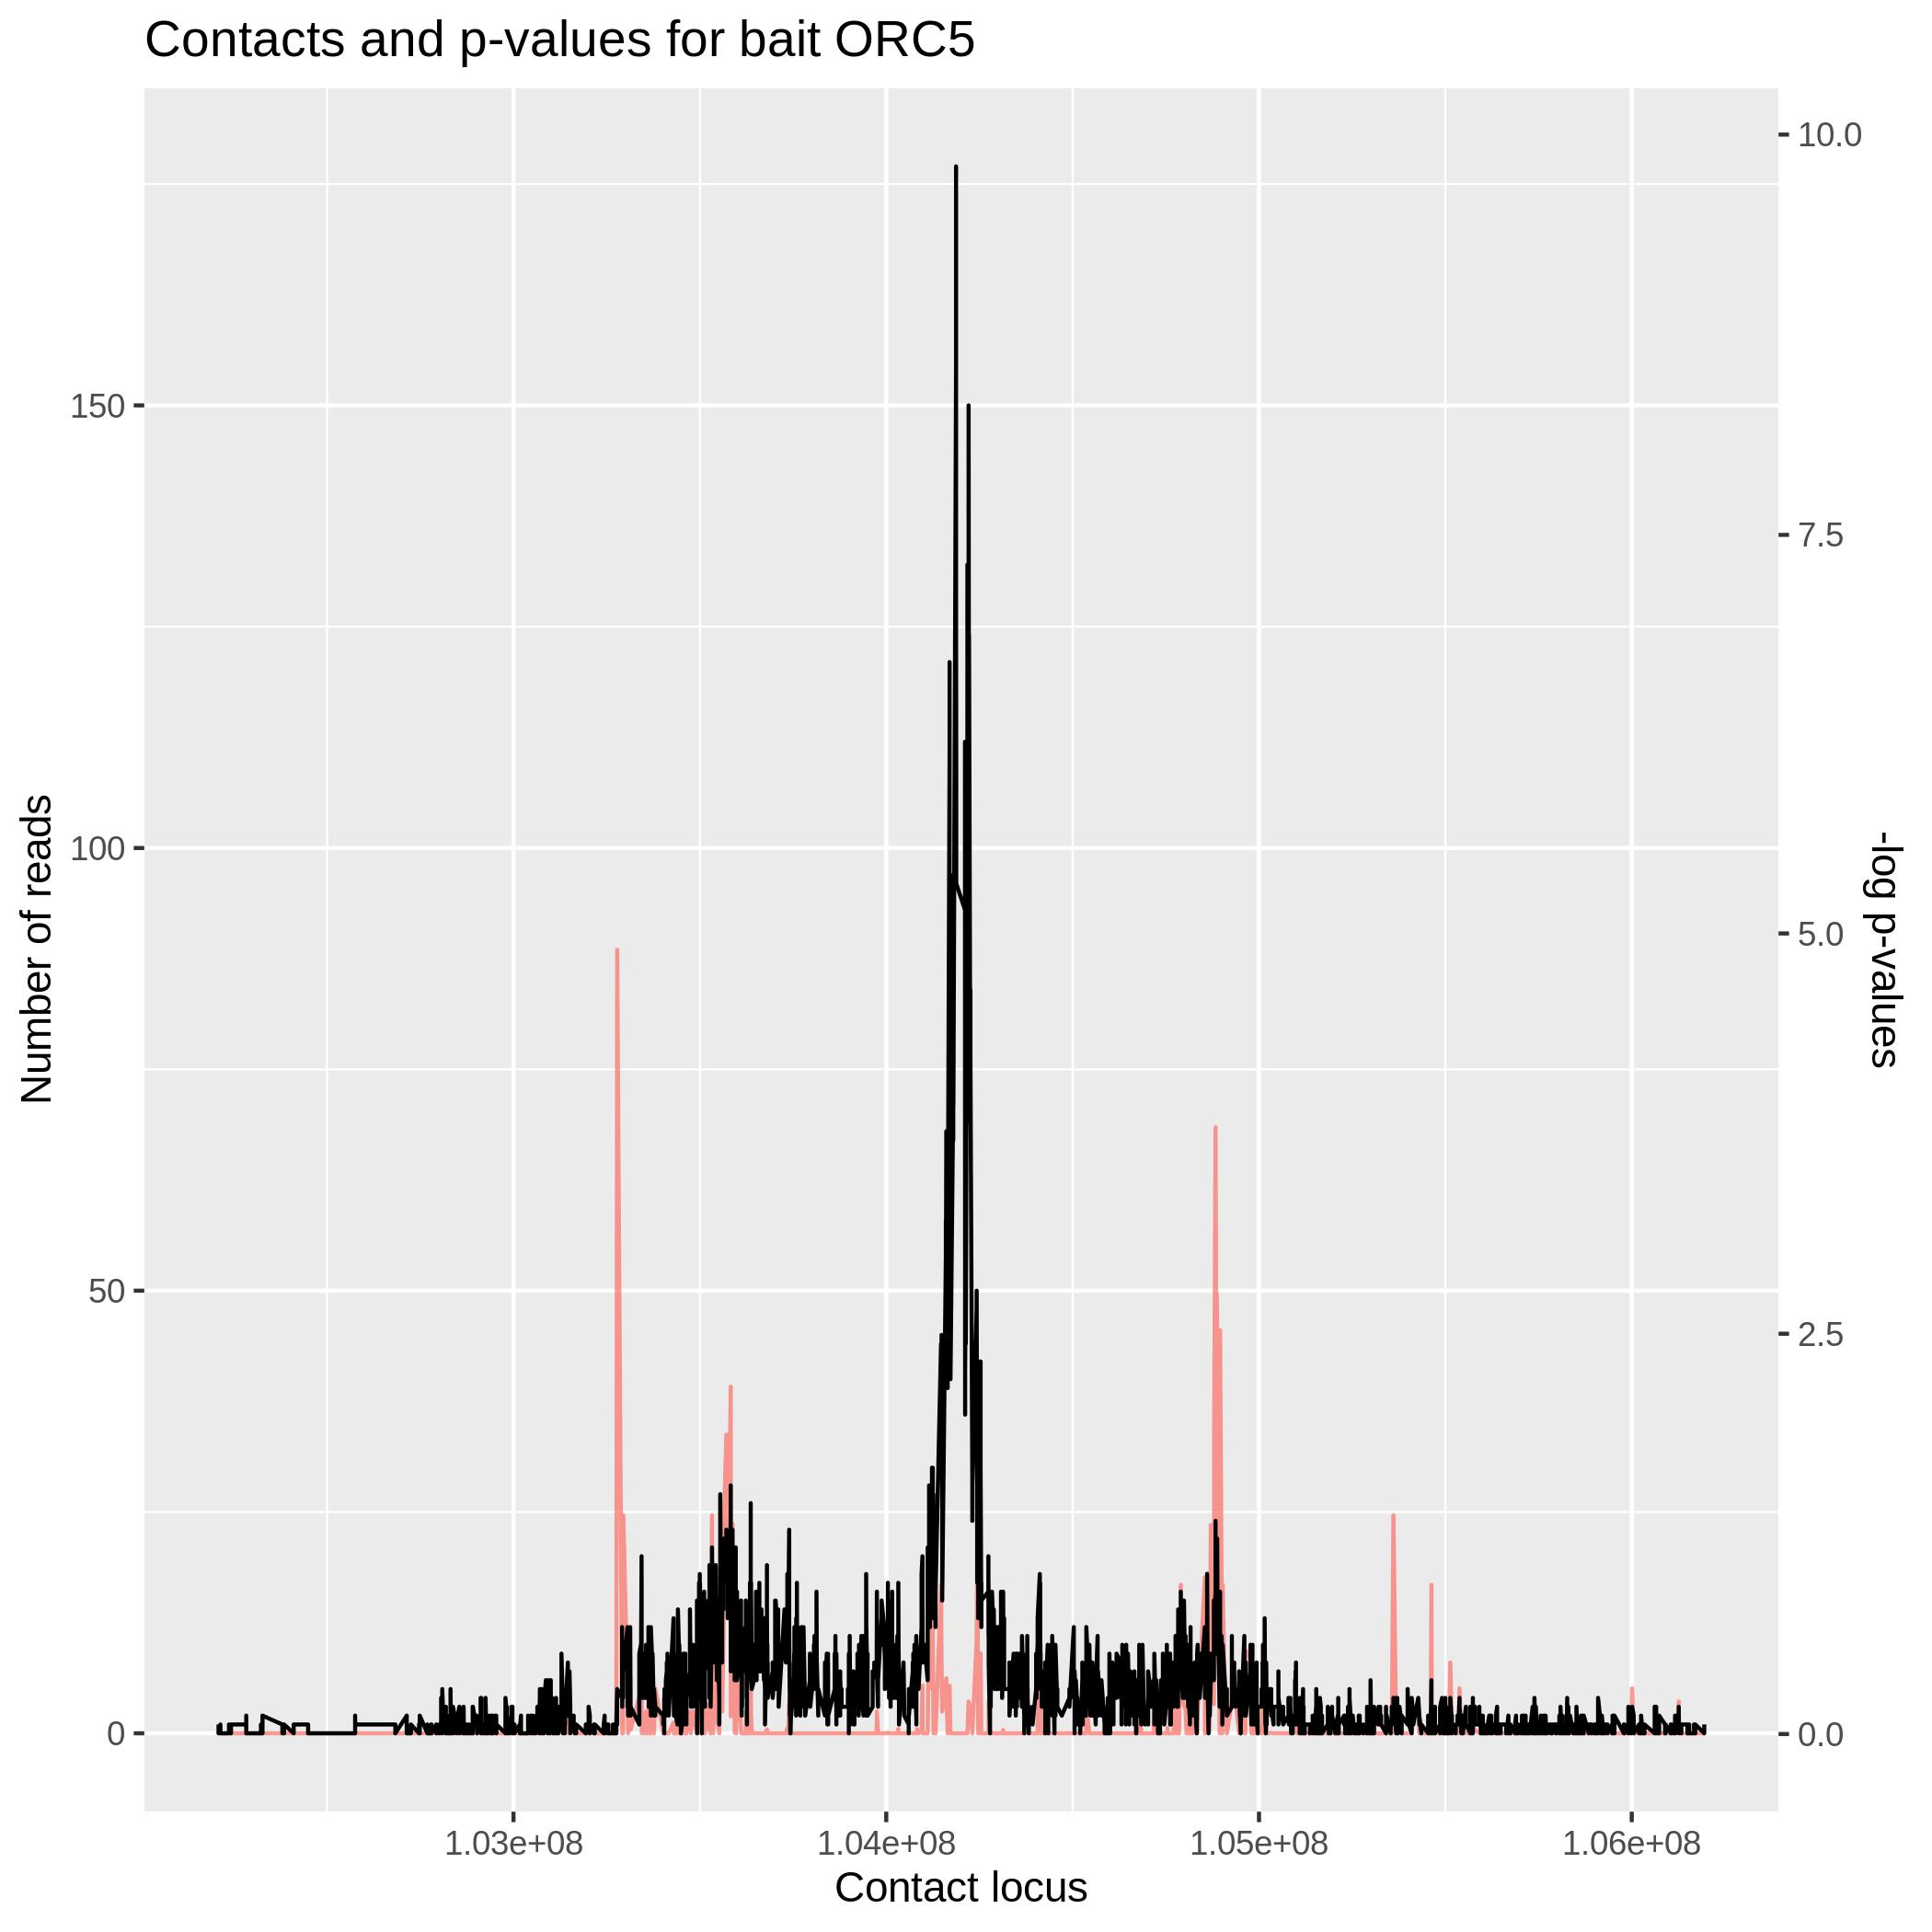 Contacts and p-values for bait ORC5
Number of reads
150
100
50
0
10.0
7.5
5.0
2.5
0.0
-log p-values
1.03e+08
1.04e+08
1.05e+08
1.06e+08
Contact locus